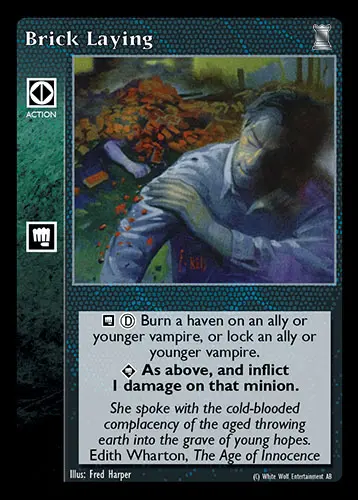 Brick Laying
ACTION
D Burn a haven on an ally or
younger vampire, or lock an ally or
younger vampire.
As above, and inflict
1 damage on that minion.
She spoke with the cold-blooded
complacency of the aged throwing
earth into the grave of young hopes.
Edith Wharton, The Age of Innocence
Illus: Fred Harper
(C) White Wolf Entertainment AB